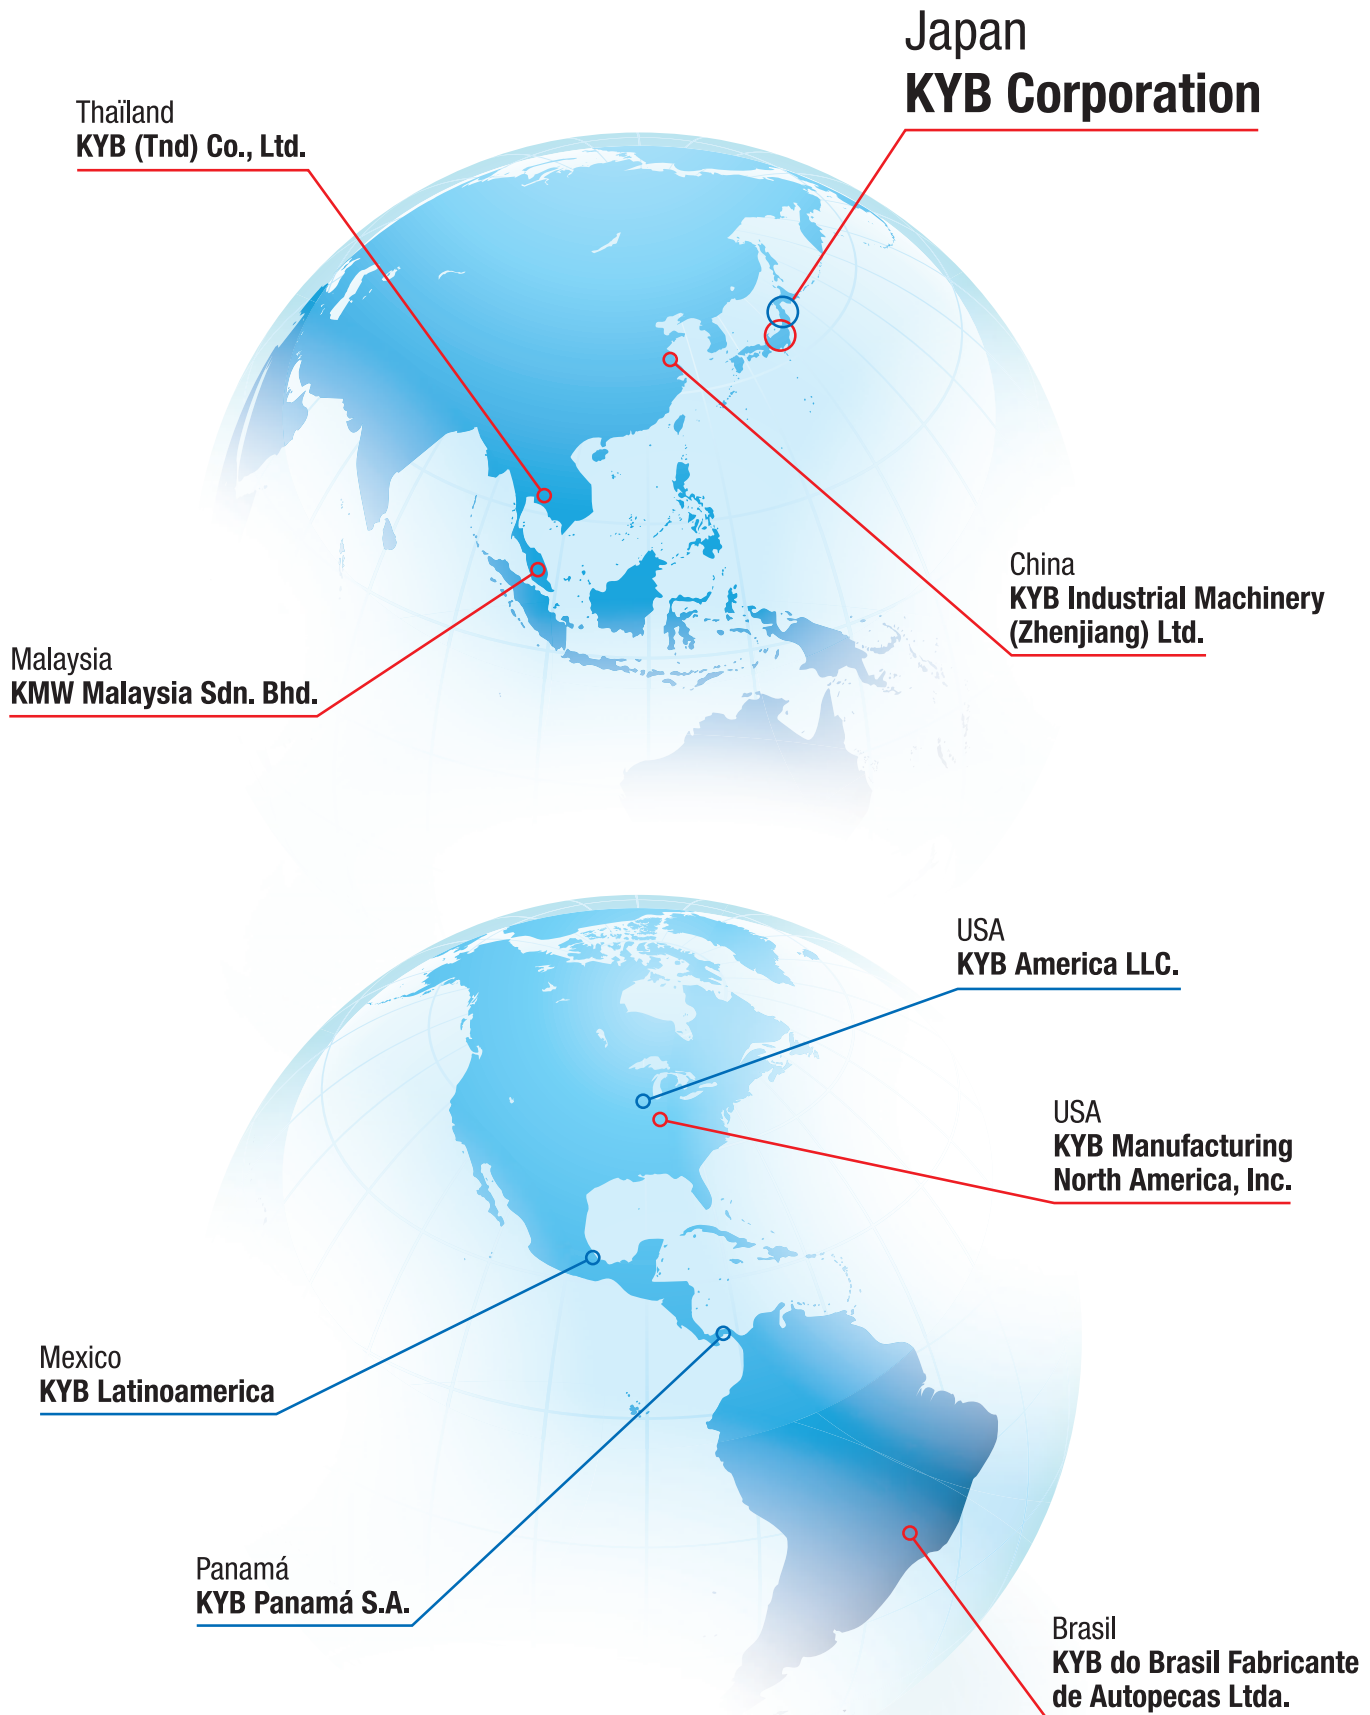 Japan
KYB Corporation
Thaïland
KYB (Tnd) Co., Ltd.
China
KYB Industrial Machinery
(Zhenjiang) Ltd.
Malaysia
KMW Malaysia Sdn. Bhd.
USA
KYB America LLC.
USA
KYB Manufacturing
North America, Inc.
Mexico
KYB Latinoamerica
Panamá
KYB Panamá S.A.
Brasil
KYB do Brasil Fabricante
de Autopecas Ltda.